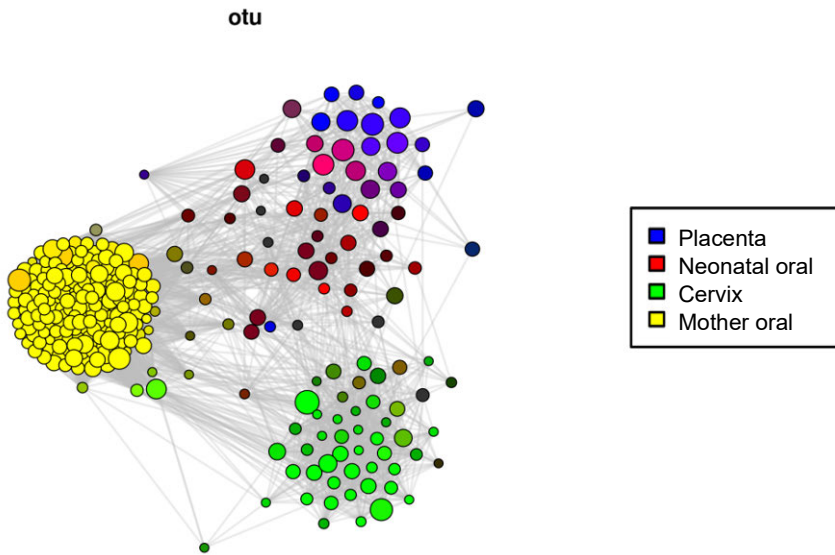 otu
Placenta
Neonatal oral
Cervix
Mother oral